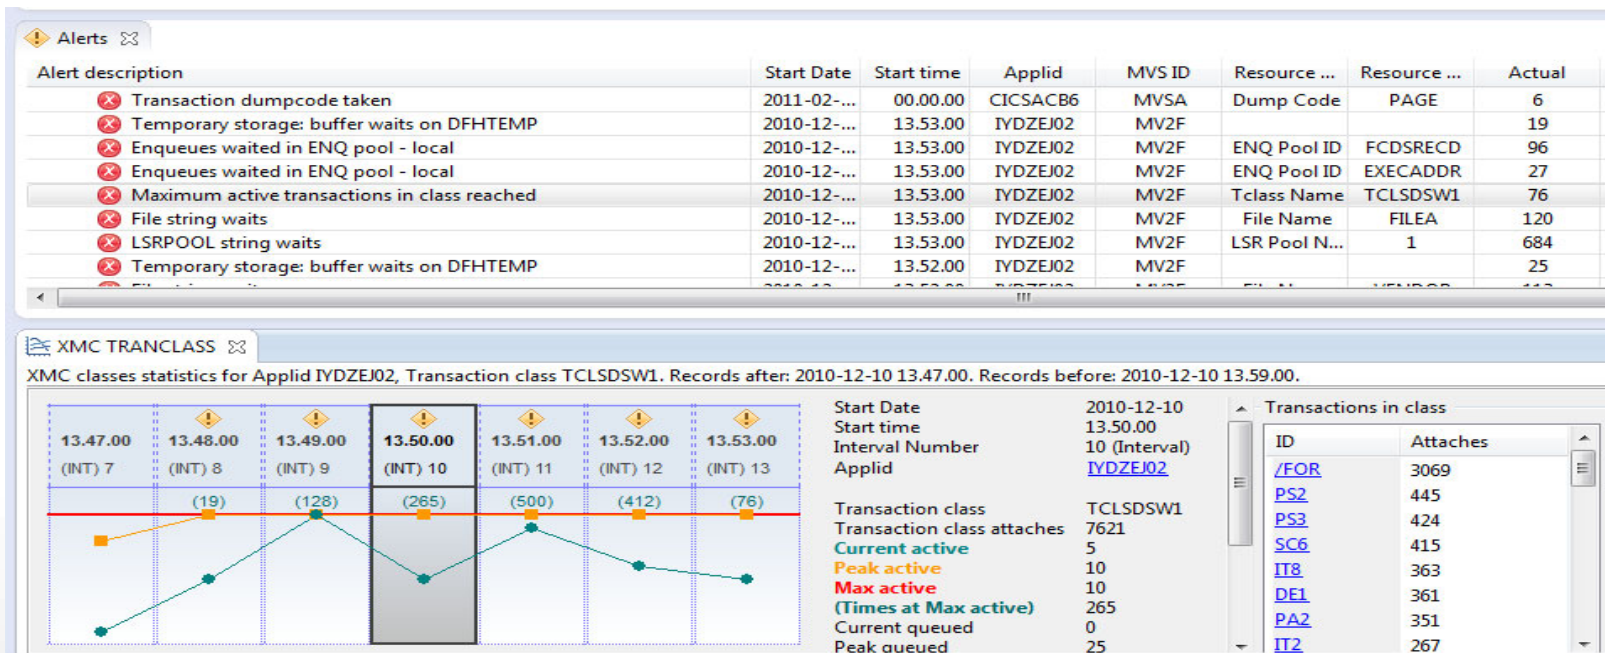 Alerts
Alert description Start Date Start time Applid MVS ID Resource ... Resource ... Actual
Transaction dumpcode taken 2011-02-... 00.00.00 CICSACB6 MVSA Dump Code PAGE 6
Temporary storage: buffer waits on DFHTEMP 2010-12-... 13.53.00 IYDZEJ02 MV2F 19
Enqueues waited in ENQ pool - local 2010-12-... 13.53.00 IYDZEJ02 MV2F ENQ Pool ID FCDSRECD 96
Enqueues waited in ENQ pool - local 2010-12-... 13.53.00 IYDZEJ02 MV2F ENQ Pool ID EXECADDR 27
Maximum active transactions in class reached 2010-12-... 13.53.00 IYDZEJ02 MV2F Tclass Name TCLSDSW1 76
File string waits 2010-12-... 13.53.00 IYDZEJ02 MV2F File Name FILEA 120
LSRPOOL string waits 2010-12-... 13.53.00 IYDZEJ02 MV2F LSR Pool N... 1 684
Temporary storage: buffer waits on DFHTEMP 2010-12-... 13.52.00 IYDZEJ02 MV2F 25
XMC TRANCLASS
XMC classes statistics for Applid IYDZEJ02, Transaction class TCLSDSW1. Records after: 2010-12-10 13.47.00. Records before: 2010-12-10 13.59.00.
13.47.00 13.48.00 13.49.00 13.50.00 13.51.00 13.52.00 13.53.00
(INT) 7 (INT) 8 (INT) 9 (INT) 10 (INT) 11 (INT) 12 (INT) 13
(19) (128) (265) (500) (412) (76)
Start Date 2010-12-10
Start time 13.50.00
Interval Number 10 (Interval)
Applid IYDZEJ02
Transaction class TCLSDSW1
Transaction class attaches 7621
Current active 5
Peak active 10
Max active 10
(Times at Max active) 265
Current queued 0
Peak queued 25
Transactions in class
ID Attaches
/FOR 3069
PS2 445
PS3 424
SC6 415
IT8 363
DE1 361
PA2 351
IT2 267